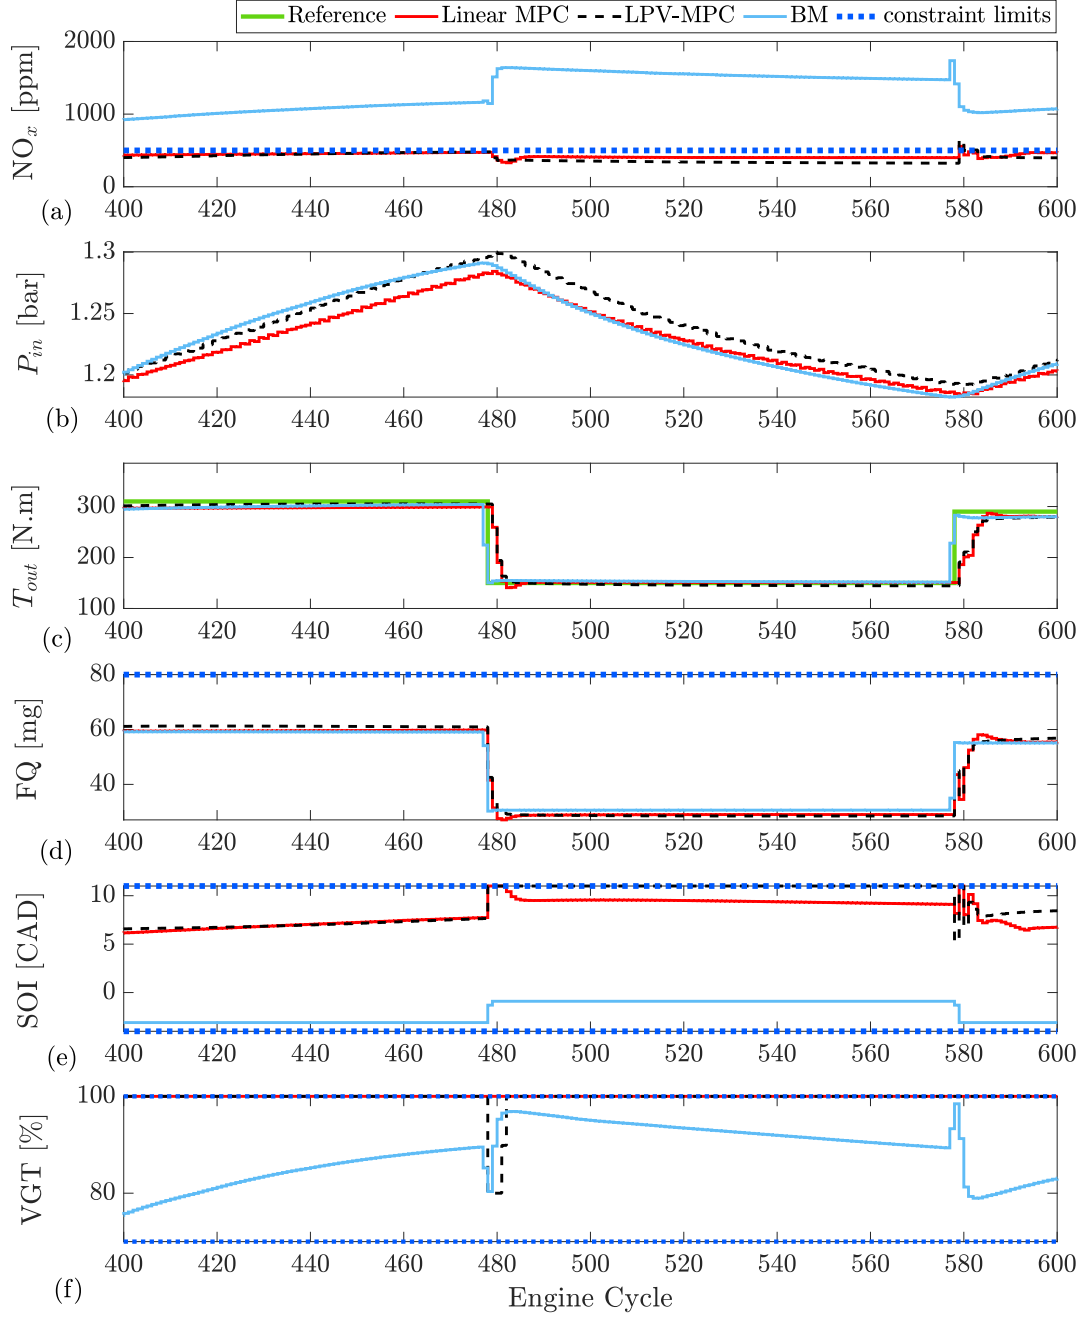 Reference Linear MPC LPV-MPC BM constraint limits
2000
1000
0
NOx [ppm]
400 420 440 460 480 500 520 540 560 580 600
(a)
1.3
1.25
1.2
Pin [bar]
400 420 440 460 480 500 520 540 560 580 600
(b)
300
200
100
Tout [N.m]
400 420 440 460 480 500 520 540 560 580 600
(c)
80
60
40
FQ [mg]
400 420 440 460 480 500 520 540 560 580 600
(d)
10
5
0
SOI [CAD]
400 420 440 460 480 500 520 540 560 580 600
(e)
100
80
VGT [%]
400 420 440 460 480 500 520 540 560 580 600
(f)
Engine Cycle